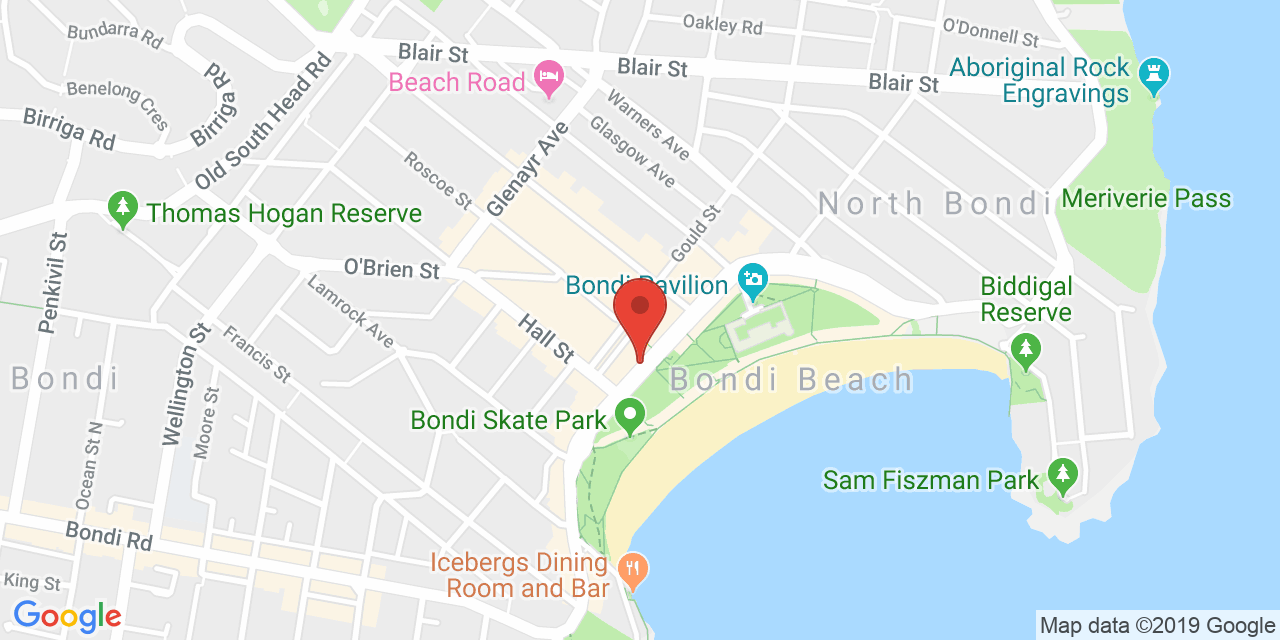 Oakley Rd
O'Donnell St
Bundarra Rd
Blair St
Blair St
Blair St
Aboriginal Rock
Engravings
Birriga Rd
Beach Road
Benelong Cres
Warners Ave
Birriga Rd
Old South Head Rd
Glenayr Ave
Glasgow Ave
Roscoe St
North Bondi
Meriverie Pass
Thomas Hogan Reserve
Gould St
Penkivil St
O'Brien St
Bondi Pavilion
Biddigal
Reserve
Lamrock Ave
Hall St
Francis St
Wellington St
Bondi
Bondi Beach
Moore St
Bondi Skate Park
Ocean St N
Sam Fiszman Park
Bondi Rd
Icebergs Dining
Room and Bar
King St
Google
Map data ©2019 Google